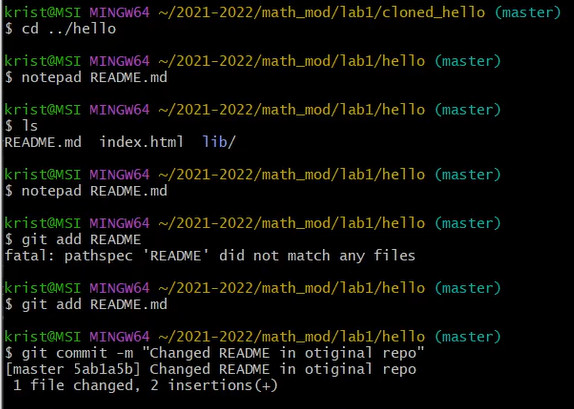 krist@MSI MINGW64 ~/2021-2022/math_mod/lab1/cloned_hello (master)
$ cd ../hello
krist@MSI MINGW64 ~/2021-2022/math_mod/lab1/hello (master)
$ notepad README.md
krist@MSI MINGW64 ~/2021-2022/math_mod/lab1/hello (master)
$ ls
README.md  index.html  lib/
krist@MSI MINGW64 ~/2021-2022/math_mod/lab1/hello (master)
$ notepad README.md
krist@MSI MINGW64 ~/2021-2022/math_mod/lab1/hello (master)
$ git add README
fatal: pathspec 'README' did not match any files
krist@MSI MINGW64 ~/2021-2022/math_mod/lab1/hello (master)
$ git add README.md
krist@MSI MINGW64 ~/2021-2022/math_mod/lab1/hello (master)
$ git commit -m "Changed README in otiginal repo"
[master 5ab1a5b] Changed README in otiginal repo
 1 file changed, 2 insertions(+)